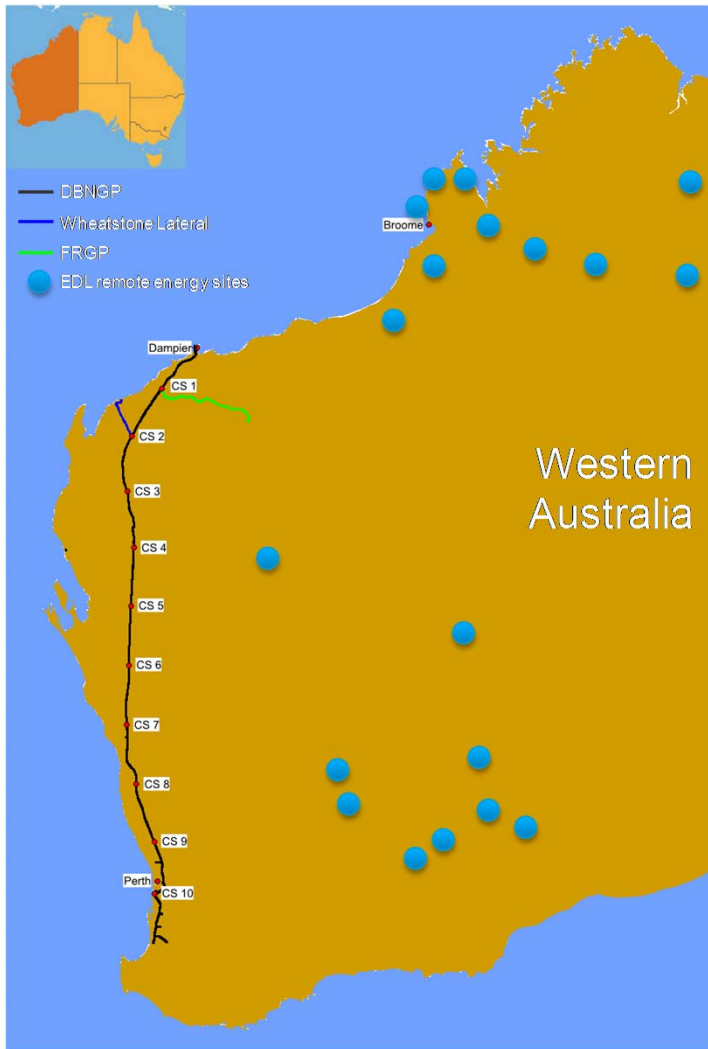 DBNGP
Wheatstone Lateral
FRGP
EDL remote energy sites
Broome
Dampier
CS 1
CS 2
CS 3
Western
Australia
CS 4
CS 5
CS 6
CS 7
CS 8
CS 9
Perth
CS 10